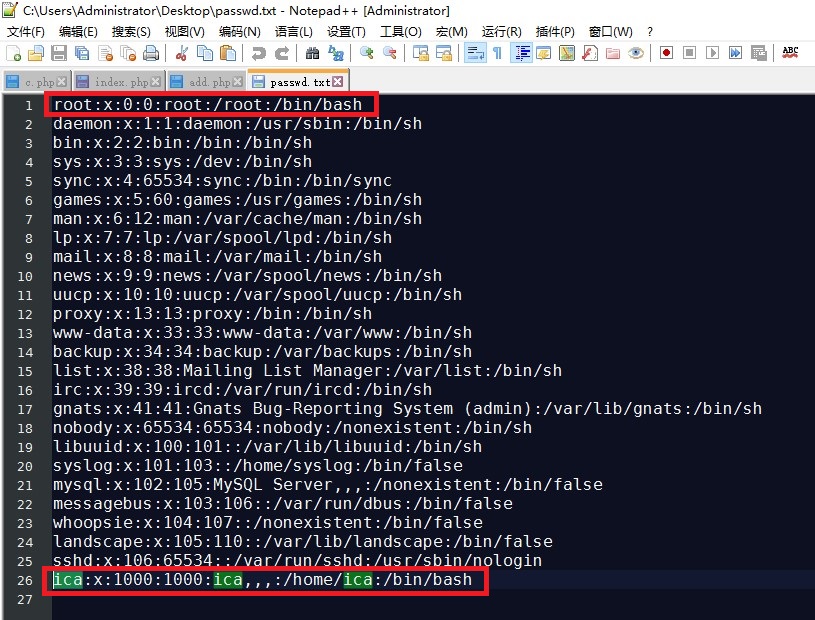 C:\Users\Administrator\Desktop\passwd.txt - Notepad++ [Administrator]
文件(F) 编辑(E) 搜索(S) 视图(V) 编码(N) 语言(L) 设置(T) 工具(O) 宏(M) 运行(R) 插件(P) 窗口(W) ?
ABC
c.php index.php add.php passwd.txt
1 root:x:0:0:root:/root:/bin/bash
2 daemon:x:1:1:daemon:/usr/sbin:/bin/sh
3 bin:x:2:2:bin:/bin:/bin/sh
4 sys:x:3:3:sys:/dev:/bin/sh
5 sync:x:4:65534:sync:/bin:/bin/sync
6 games:x:5:60:games:/usr/games:/bin/sh
7 man:x:6:12:man:/var/cache/man:/bin/sh
8 lp:x:7:7:lp:/var/spool/lpd:/bin/sh
9 mail:x:8:8:mail:/var/mail:/bin/sh
10 news:x:9:9:news:/var/spool/news:/bin/sh
11 uucp:x:10:10:uucp:/var/spool/uucp:/bin/sh
12 proxy:x:13:13:proxy:/bin:/bin/sh
13 www-data:x:33:33:www-data:/var/www:/bin/sh
14 backup:x:34:34:backup:/var/backups:/bin/sh
15 list:x:38:38:Mailing List Manager:/var/list:/bin/sh
16 irc:x:39:39:ircd:/var/run/ircd:/bin/sh
17 gnats:x:41:41:Gnats Bug-Reporting System (admin):/var/lib/gnats:/bin/sh
18 nobody:x:65534:65534:nobody:/nonexistent:/bin/sh
19 libuuid:x:100:101::/var/lib/libuuid:/bin/sh
20 syslog:x:101:103::/home/syslog:/bin/false
21 mysql:x:102:105:MySQL Server,,,:/nonexistent:/bin/false
22 messagebus:x:103:106::/var/run/dbus:/bin/false
23 whoopsie:x:104:107::/nonexistent:/bin/false
24 landscape:x:105:110::/var/lib/landscape:/bin/false
25 sshd:x:106:65534::/var/run/sshd:/usr/sbin/nologin
26 ica:x:1000:1000:ica,,,:/home/ica:/bin/bash
27